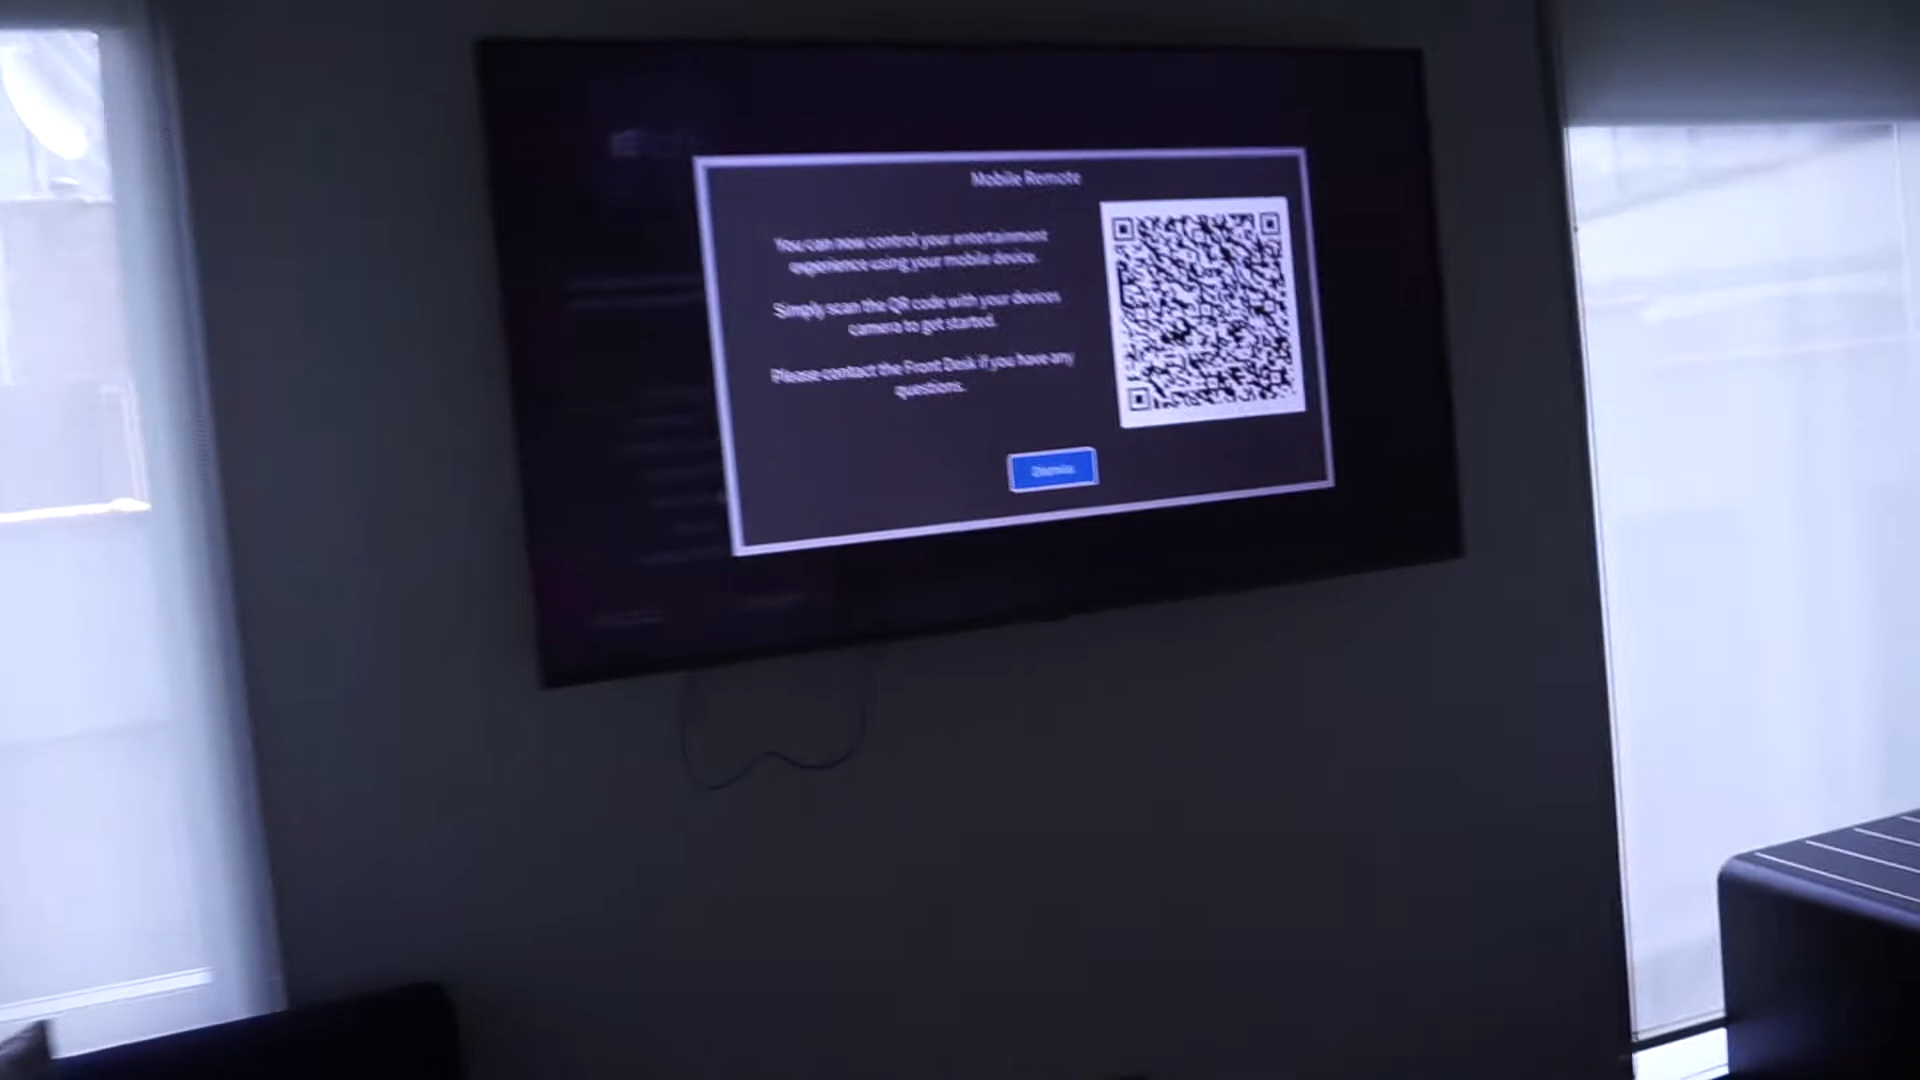 Mobile Remote
You can now control your entertainment
experience using your mobile device.
Simply scan the QR code with your devices
camera to get started.
Please contact the Front Desk if you have any
questions.
Dismiss